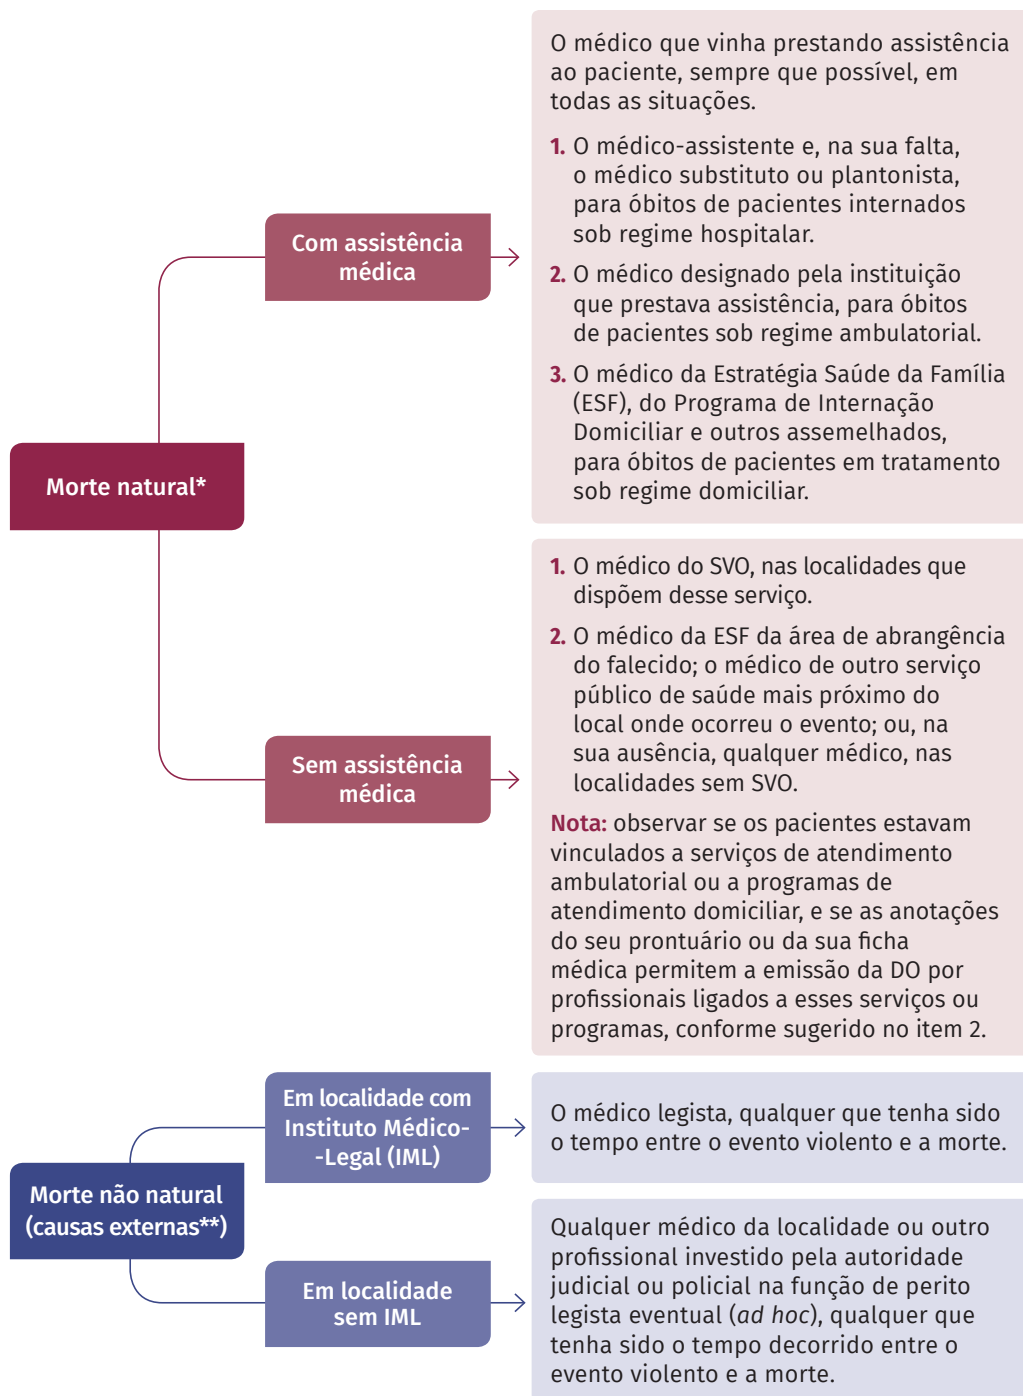 O médico que vinha prestando assistência
ao paciente, sempre que possível, em
todas as situações.
1. O médico-assistente e, na sua falta,
o médico substituto ou plantonista,
para óbitos de pacientes internados
sob regime hospitalar.
2. O médico designado pela instituição
que prestava assistência, para óbitos
de pacientes sob regime ambulatorial.
3. O médico da Estratégia Saúde da Família
(ESF), do Programa de Internação
Domiciliar e outros assemelhados,
para óbitos de pacientes em tratamento
sob regime domiciliar.
Com assistência
médica
Morte natural*
Sem assistência
médica
1. O médico do SVO, nas localidades que
dispõem desse serviço.
2. O médico da ESF da área de abrangência
do falecido; o médico de outro serviço
público de saúde mais próximo do
local onde ocorreu o evento; ou, na
sua ausência, qualquer médico, nas
localidades sem SVO.
Nota: observar se os pacientes estavam
vinculados a serviços de atendimento
ambulatorial ou a programas de
atendimento domiciliar, e se as anotações
do seu prontuário ou da sua ficha
médica permitem a emissão da DO por
profissionais ligados a esses serviços ou
programas, conforme sugerido no item 2.
Em localidade com
Instituto Médico-
-Legal (IML)
O médico legista, qualquer que tenha sido
o tempo entre o evento violento e a morte.
Morte não natural
(causas externas**)
Em localidade
sem IML
Qualquer médico da localidade ou outro
profissional investido pela autoridade
judicial ou policial na função de perito
legista eventual (ad hoc), qualquer que
tenha sido o tempo decorrido entre o
evento violento e a morte.